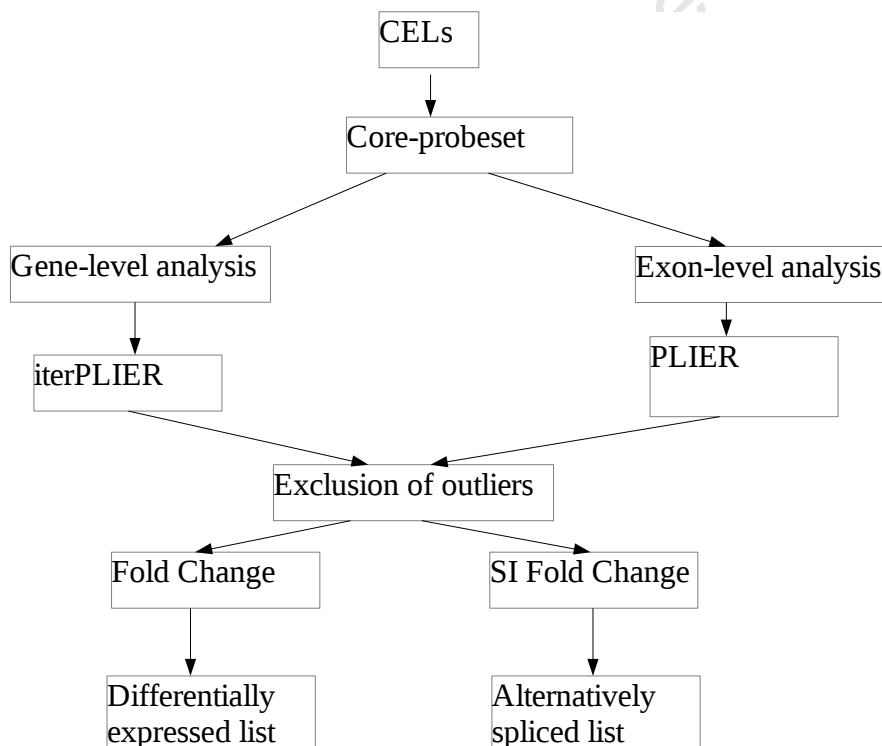 CELs
Core-probeset
Gene-level analysis
Exon-level analysis
iterPLIER
PLIER
Exclusion of outliers
Fold Change
SI Fold Change
Differentially
expressed list
Alternatively
spliced list